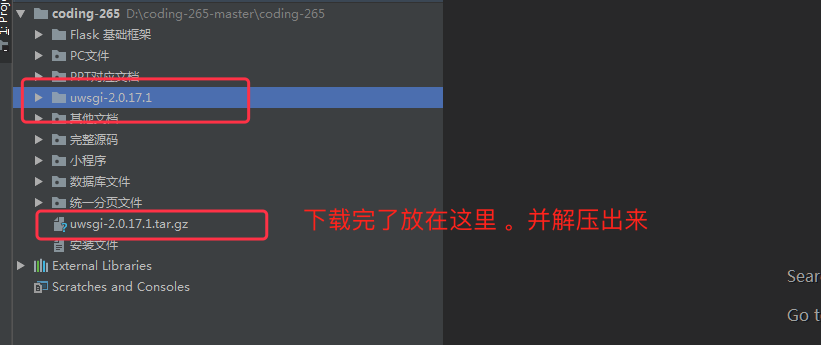 1: Proj
coding-265 D:\coding-265-master\coding-265
Flask 基础框架
PC文件
PPT对应文档
uwsgi-2.0.17.1
其他文档
完整源码
小程序
数据库文件
统一分页文件
uwsgi-2.0.17.1.tar.gz
下载完了放在这里 。并解压出来
安装文件
External Libraries
Scratches and Consoles
Sear
Go t